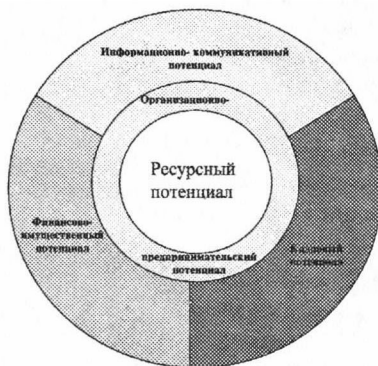 Информационно- коммуникативный
потенциал
Организационно-
Ресурсный
потенциал
Финансово-
имущественный
потенциал
Кадровый
потенциал
предпринимательский
потенциал